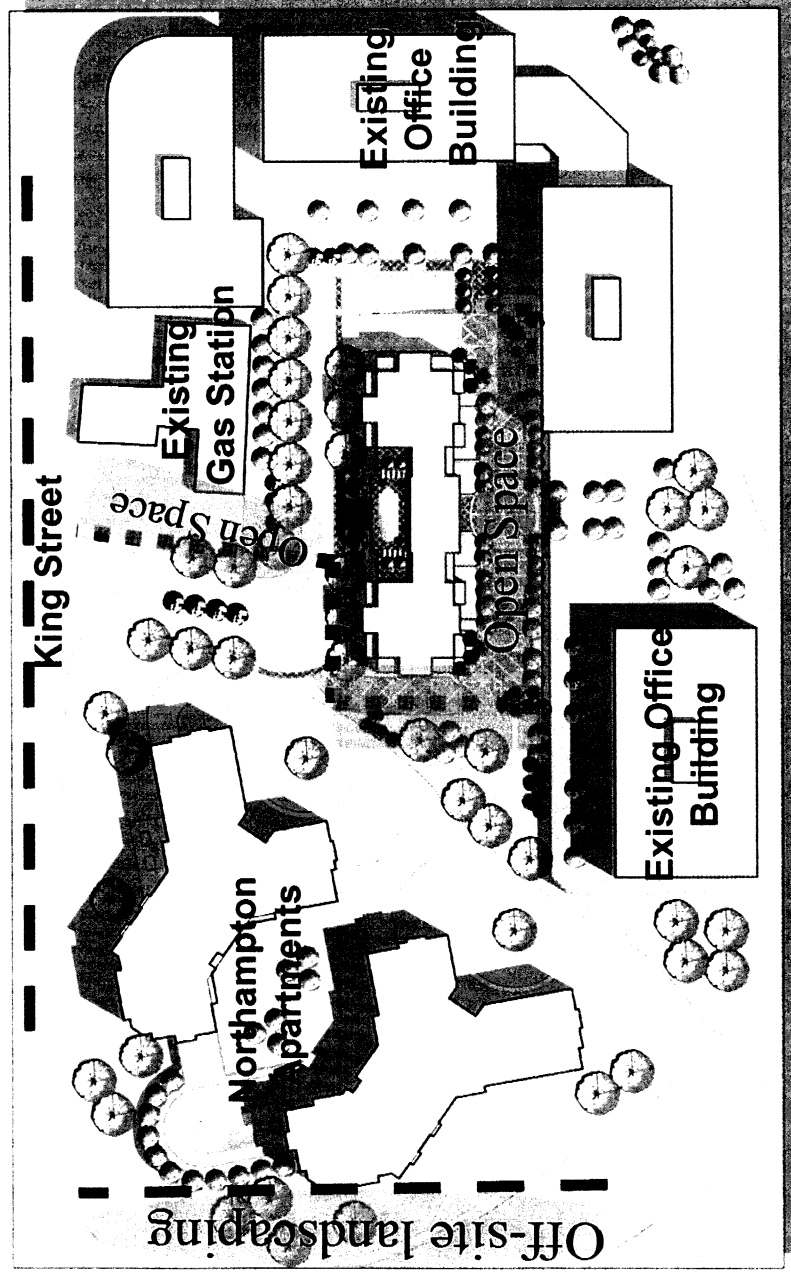 Existing
Office
Building
Existing
Gas Station
King Street
Open Space
Open Space
Existing Office
Building
Northampton
Apartments
Off-site landscaping